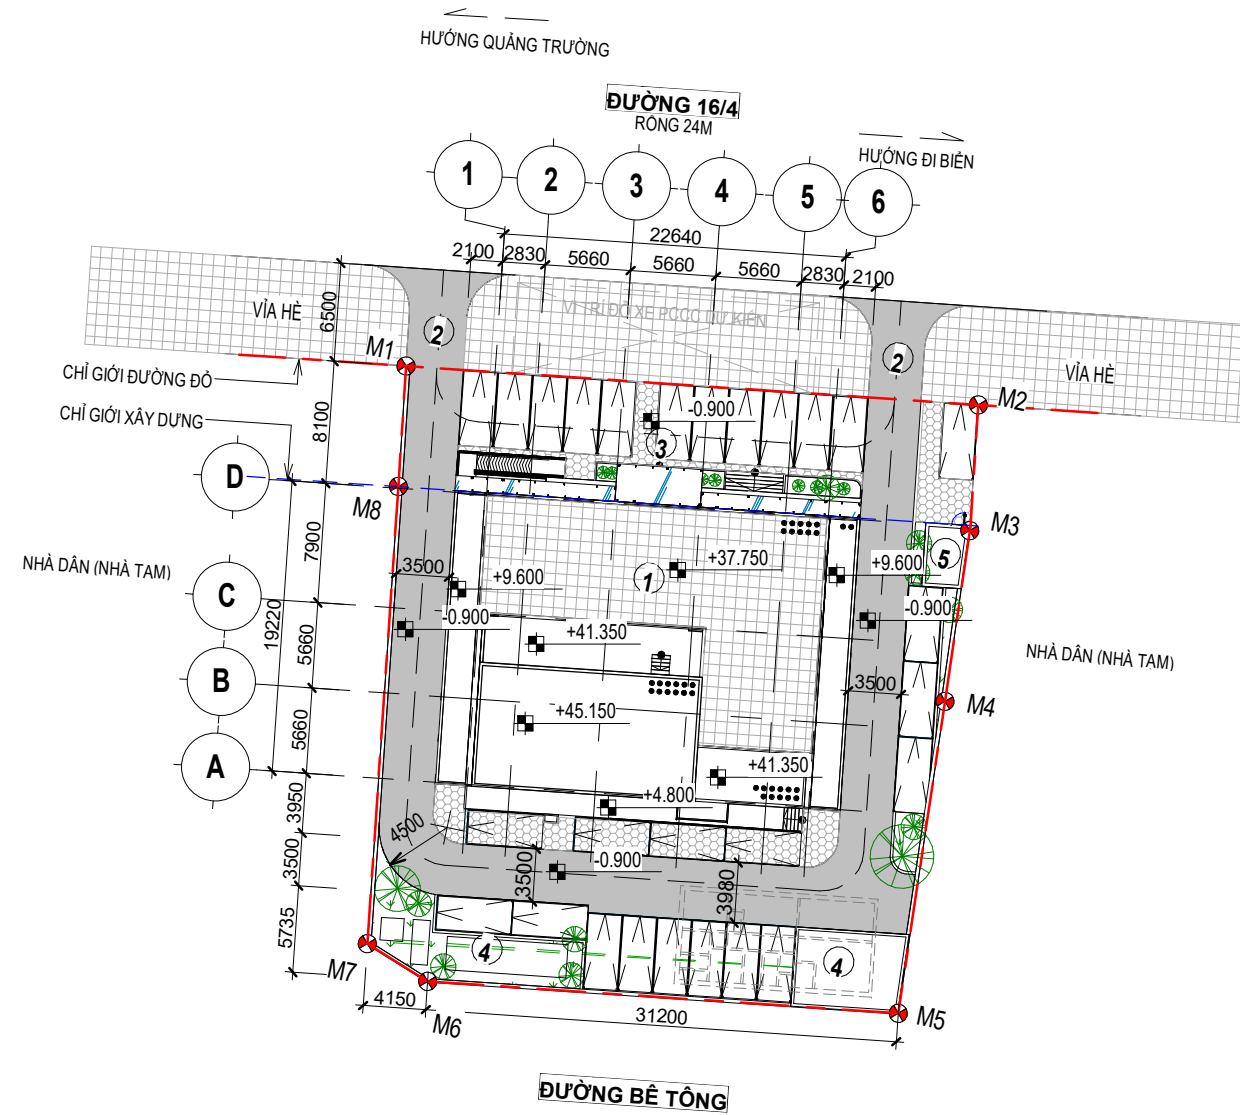 HƯỚNG QUẢNG TRƯỜNG
ĐƯỜNG 16/4
RỘNG 24M
HƯỚNG ĐI BIỂN
1
2
3
4
5
6
22640
2100
2830
5660
5660
5660
2830
2100
6500
VỈA HÈ
VỊ TRÍ ĐỖ XE PCCC DỰ KIẾN
2
2
M1
VỈA HÈ
CHỈ GIỚI ĐƯỜNG ĐỎ
M2
CHỈ GIỚI XÂY DỰNG
8100
-0.900
3
D
M8
M3
NHÀ DÂN (NHÀ TẠM)
7900
3500
+9.600
+37.750
1
+9.600
5
C
-0.900
-0.900
19220
5660
+41.350
NHÀ DÂN (NHÀ TẠM)
B
3500
M4
+45.150
5660
A
+41.350
+4.800
3950
4500
-0.900
3500
3500
3980
5735
4
4
M7
4150
M6
31200
M5
ĐƯỜNG BÊ TÔNG